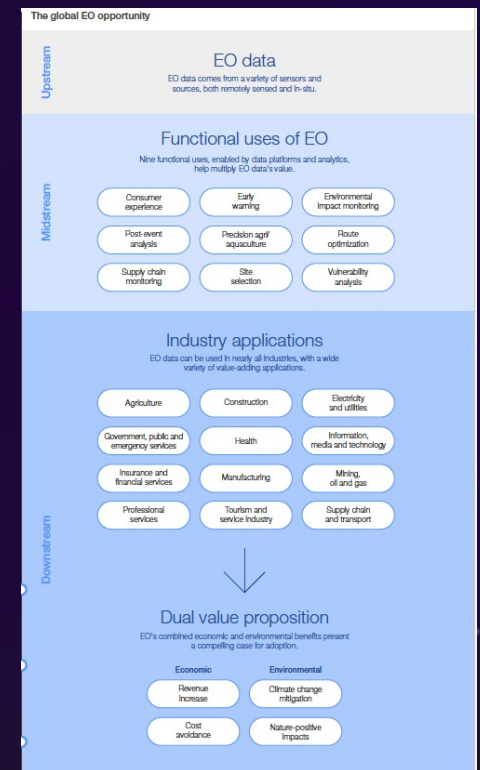 The global EO opportunity
Upstream
EO data
EO data comes from a variety of sensors and
sources, both remotely sensed and in-situ.
Midstream
Functional uses of EO
Nine functional uses, enabled by data platforms and analytics,
help multiply EO data's value.
Consumer
experience
Early
warning
Environmental
impact monitoring
Post-event
analysis
Precision agri/
aquaculture
Route
optimization
Supply chain
monitoring
Site
selection
Vulnerability
analysis
Downstream
Industry applications
EO data can be used in nearly all industries, with a wide
variety of value-adding applications.
Agriculture
Construction
Electricity
and utilities
Government, public and
emergency services
Health
Information,
media and technology
Insurance and
financial services
Manufacturing
Mining,
oil and gas
Professional
services
Tourism and
service industry
Supply chain
and transport
Dual value proposition
EO's combined economic and environmental benefits present
a compelling case for adoption.
Economic
Environmental
Revenue
increase
Climate change
mitigation
Cost
avoidance
Nature-positive
impacts